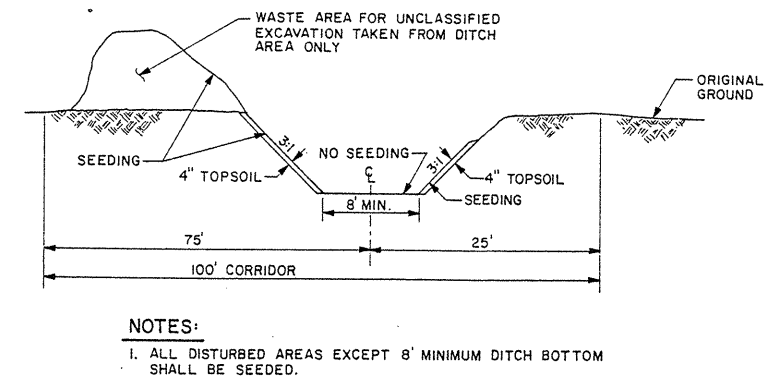 WASTE AREA FOR UNCLASSIFIED
EXCAVATION TAKEN FROM DITCH
AREA ONLY
ORIGINAL
GROUND
SEEDING
3:1
4" TOPSOIL
NO SEEDING
℄
8' MIN.
3:1
4" TOPSOIL
SEEDING
75'
25'
100' CORRIDOR
NOTES:
1. ALL DISTURBED AREAS EXCEPT 8' MINIMUM DITCH BOTTOM
SHALL BE SEEDED.